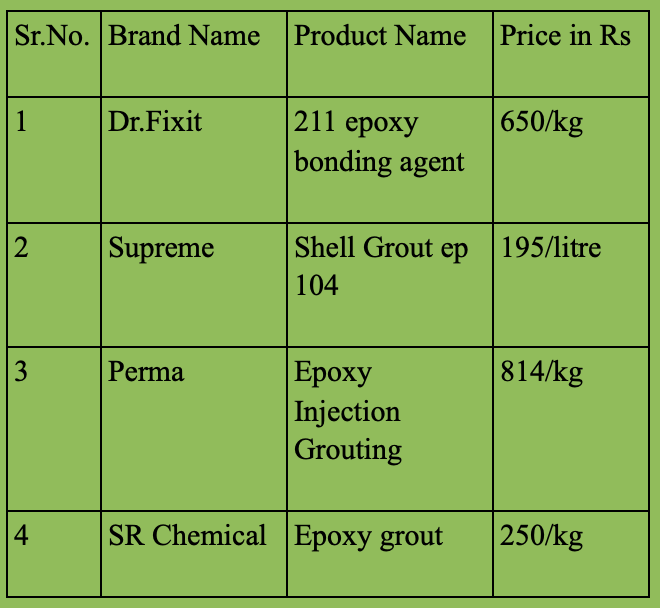 Sr.No. Brand Name Product Name Price in Rs
1 Dr.Fixit 211 epoxy 650/kg
bonding agent
2 Supreme Shell Grout ep 195/litre
104
3 Perma Epoxy 814/kg
Injection
Grouting
4 SR Chemical Epoxy grout 250/kg